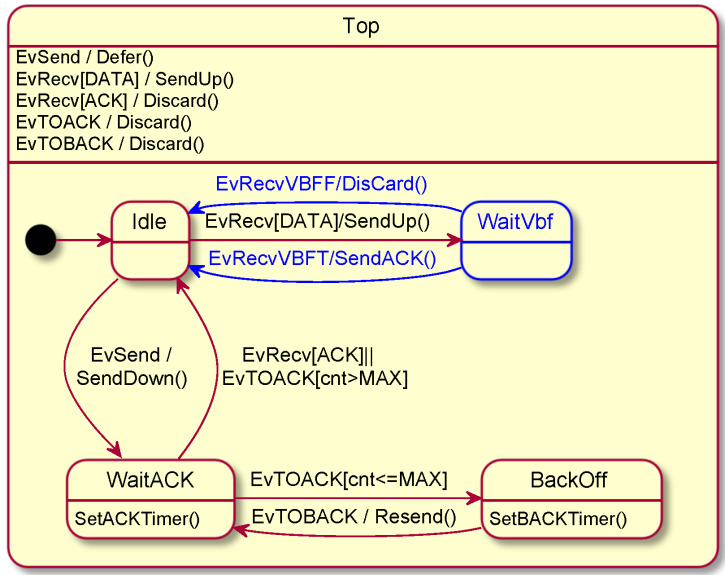 Top
EvSend / Defer()
EvRecv[DATA] / SendUp()
EvRecv[ACK] / Discard()
EvTOACK / Discard()
EvTOBACK / Discard()
EvRecvVBFF/DisCard()
Idle
EvRecv[DATA]/SendUp()
WaitVbf
EvRecvVBFT/SendACK()
EvSend /
SendDown()
EvRecv[ACK]||
EvTOACK[cnt>MAX]
WaitACK
SetACKTimer()
EvTOACK[cnt<=MAX]
EvTOBACK / Resend()
BackOff
SetBACKTimer()